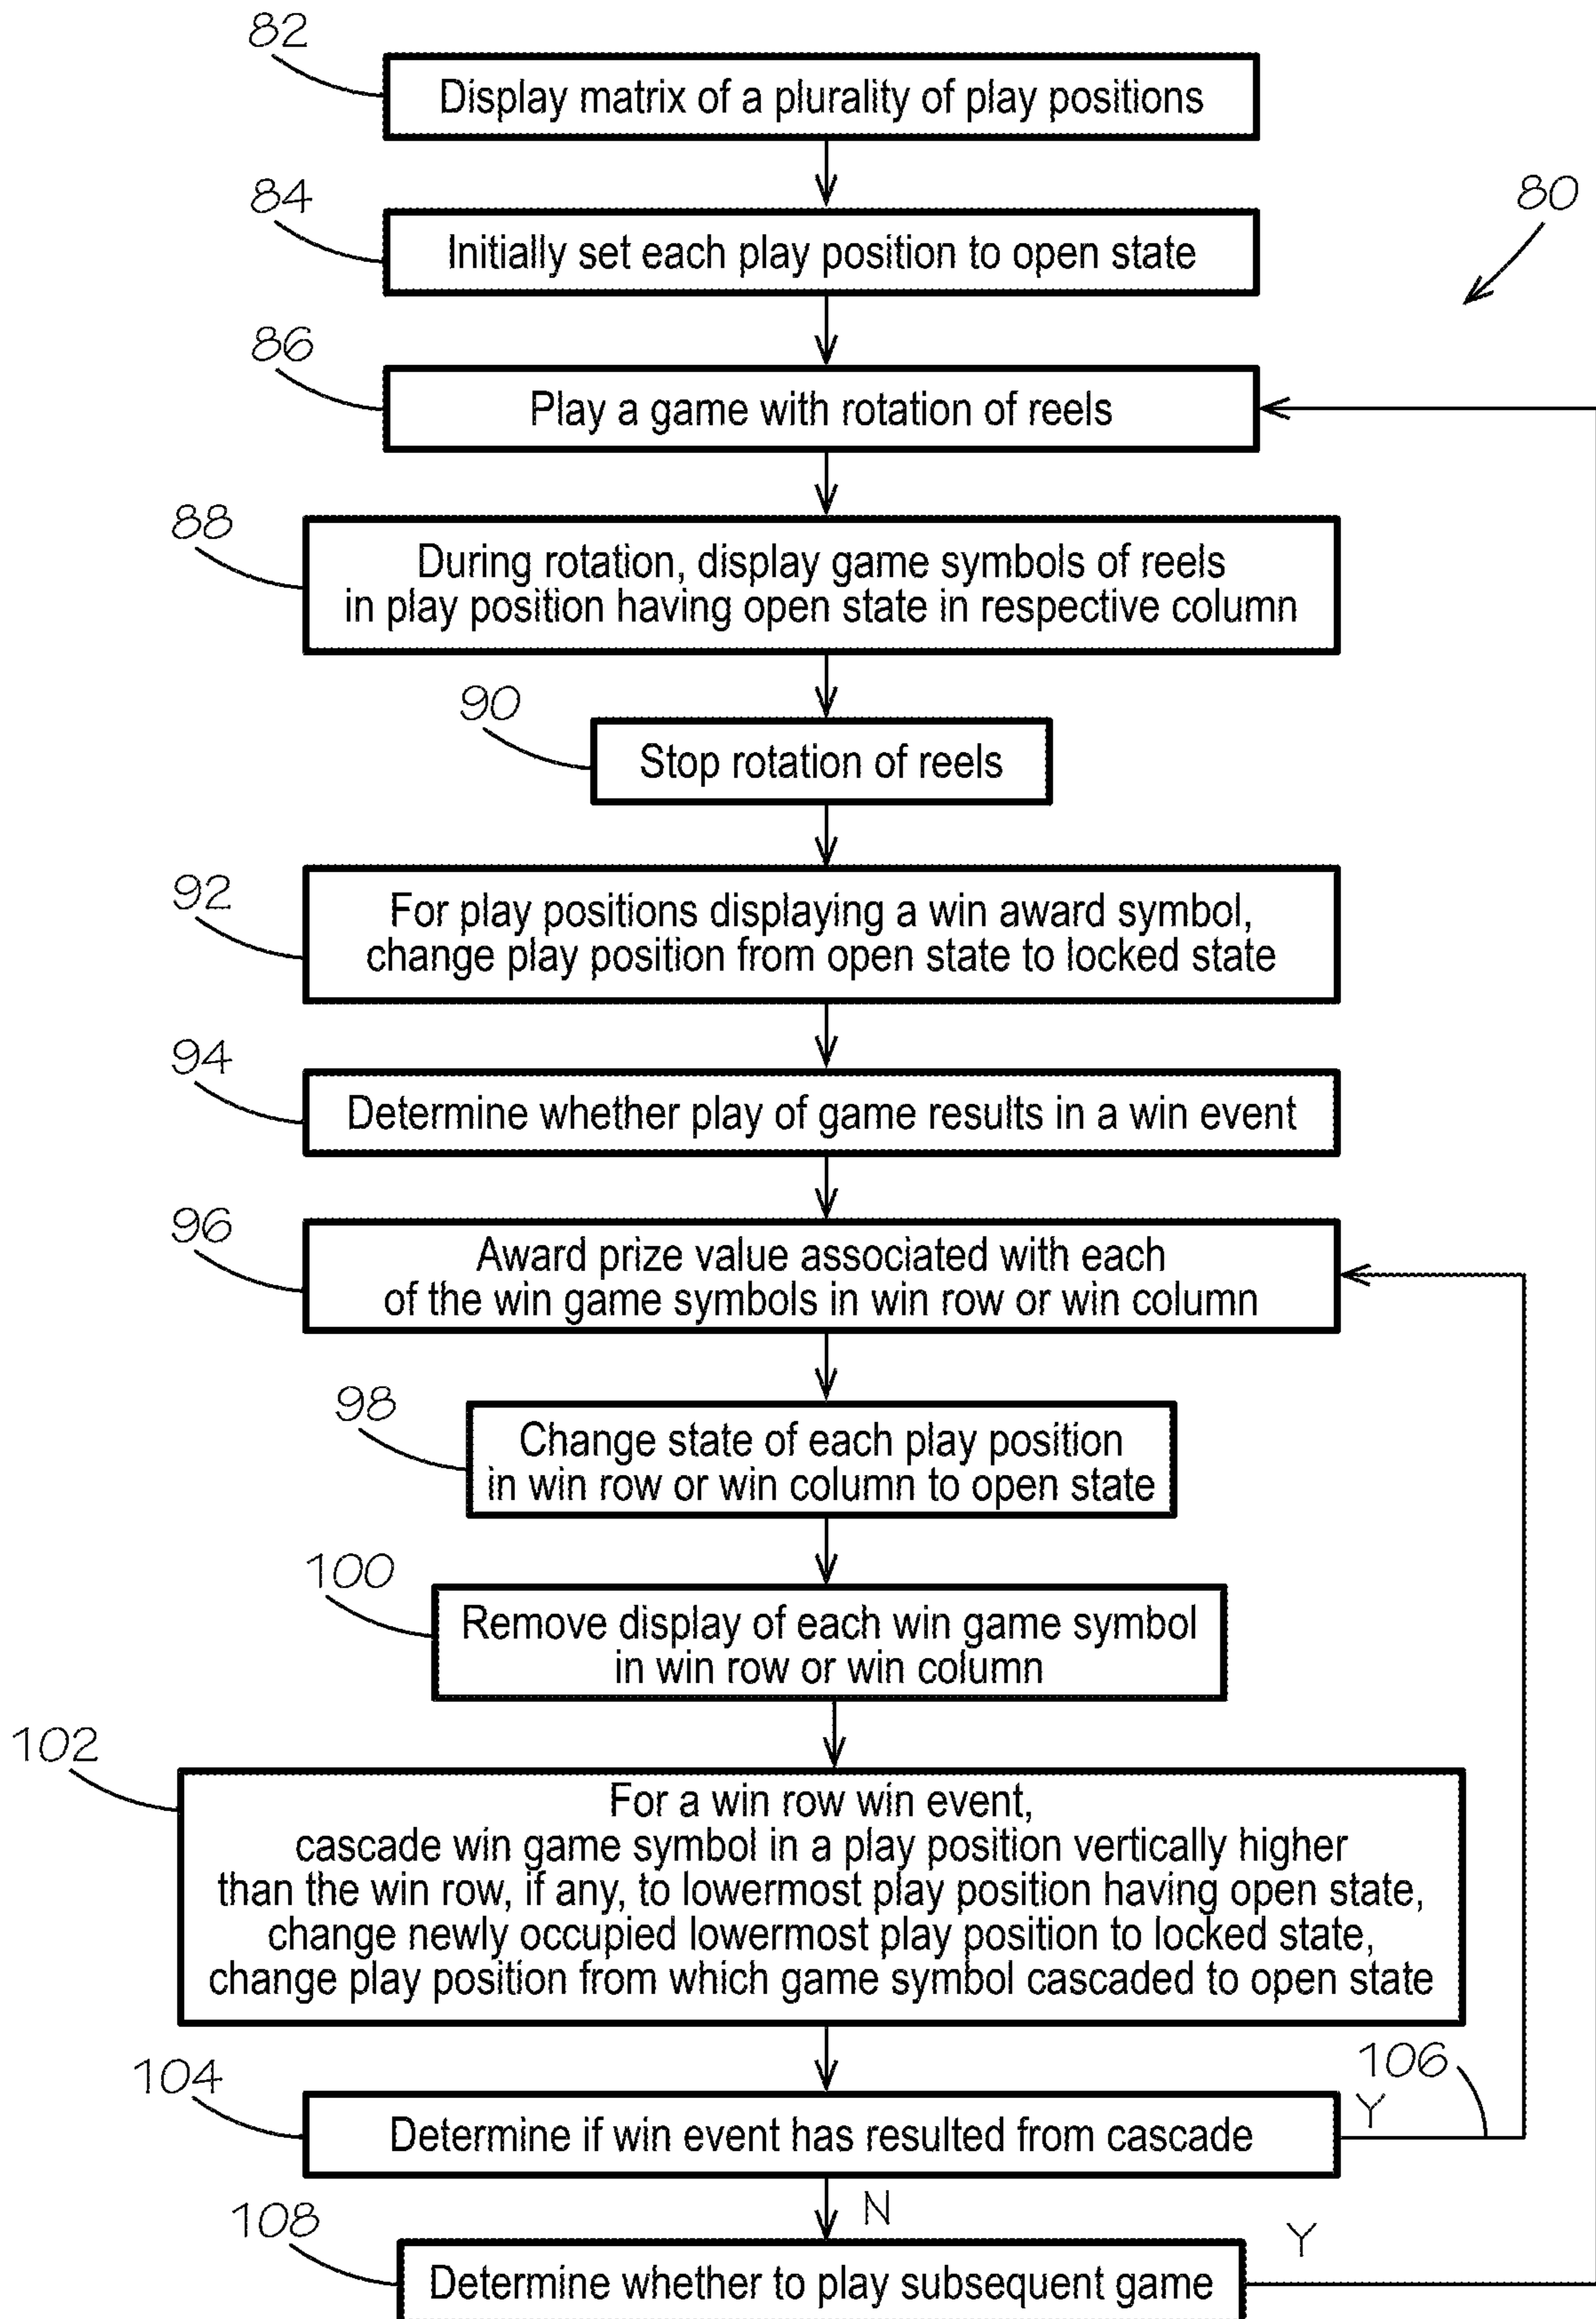 82
Display matrix of a plurality of play positions
84
Initially set each play position to open state
80
86
Play a game with rotation of reels
88
During rotation, display game symbols of reels
in play position having open state in respective column
90
Stop rotation of reels
92
For play positions displaying a win award symbol,
change play position from open state to locked state
94
Determine whether play of game results in a win event
96
Award prize value associated with each
of the win game symbols in win row or win column
98
Change state of each play position
in win row or win column to open state
100
Remove display of each win game symbol
in win row or win column
102
For a win row win event,
cascade win game symbol in a play position vertically higher
than the win row, if any, to lowermost play position having open state,
change newly occupied lowermost play position to locked state,
change play position from which game symbol cascaded to open state
104
Determine if win event has resulted from cascade
Y
106
N
108
Determine whether to play subsequent game
Y